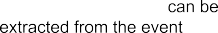 can be
extracted from the event